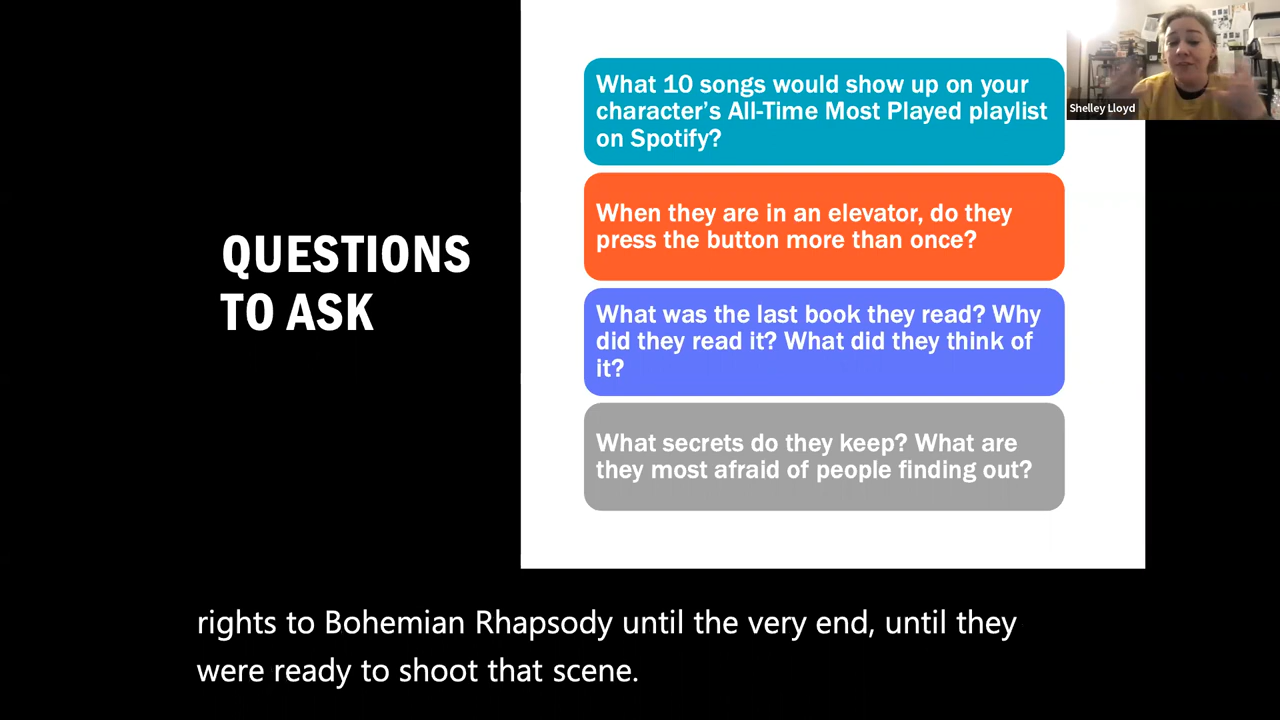 QUESTIONS
TO ASK
What 10 songs would show up on your
character’s All-Time Most Played playlist
on Spotify?
When they are in an elevator, do they
press the button more than once?
What was the last book they read? Why
did they read it? What did they think of
it?
What secrets do they keep? What are
they most afraid of people finding out?
Shelley Lloyd
rights to Bohemian Rhapsody until the very end, until they
were ready to shoot that scene.